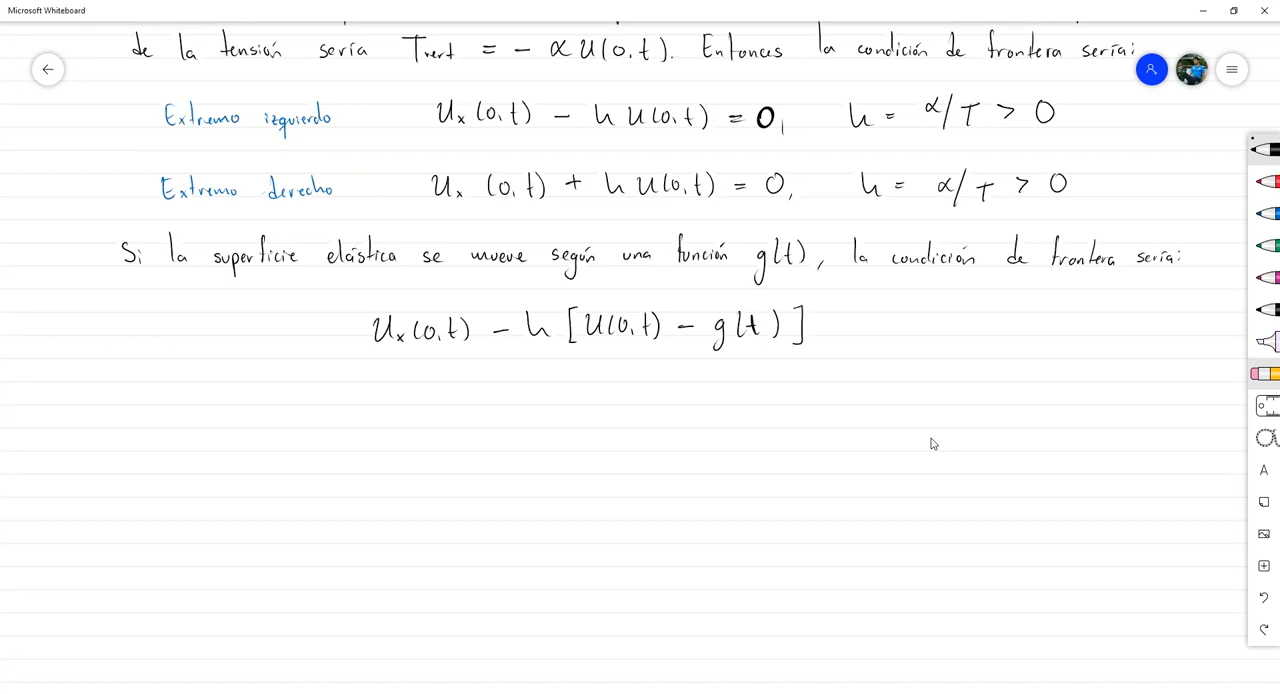 Microsoft Whiteboard
de la tensión sería Tvert = - αu(0,t). Entonces la condición de frontera sería:
Extremo izquierdo ux(0,t) - h u(0,t) = 0, h = α/T > 0
Extremo derecho ux (0,t) + h u(0,t) = 0, h = α/T > 0
Si la superficie elástica se mueve según una función g(t), la condición de frontera sería:
ux(0,t) - h [u(0,t) - g(t)]
A